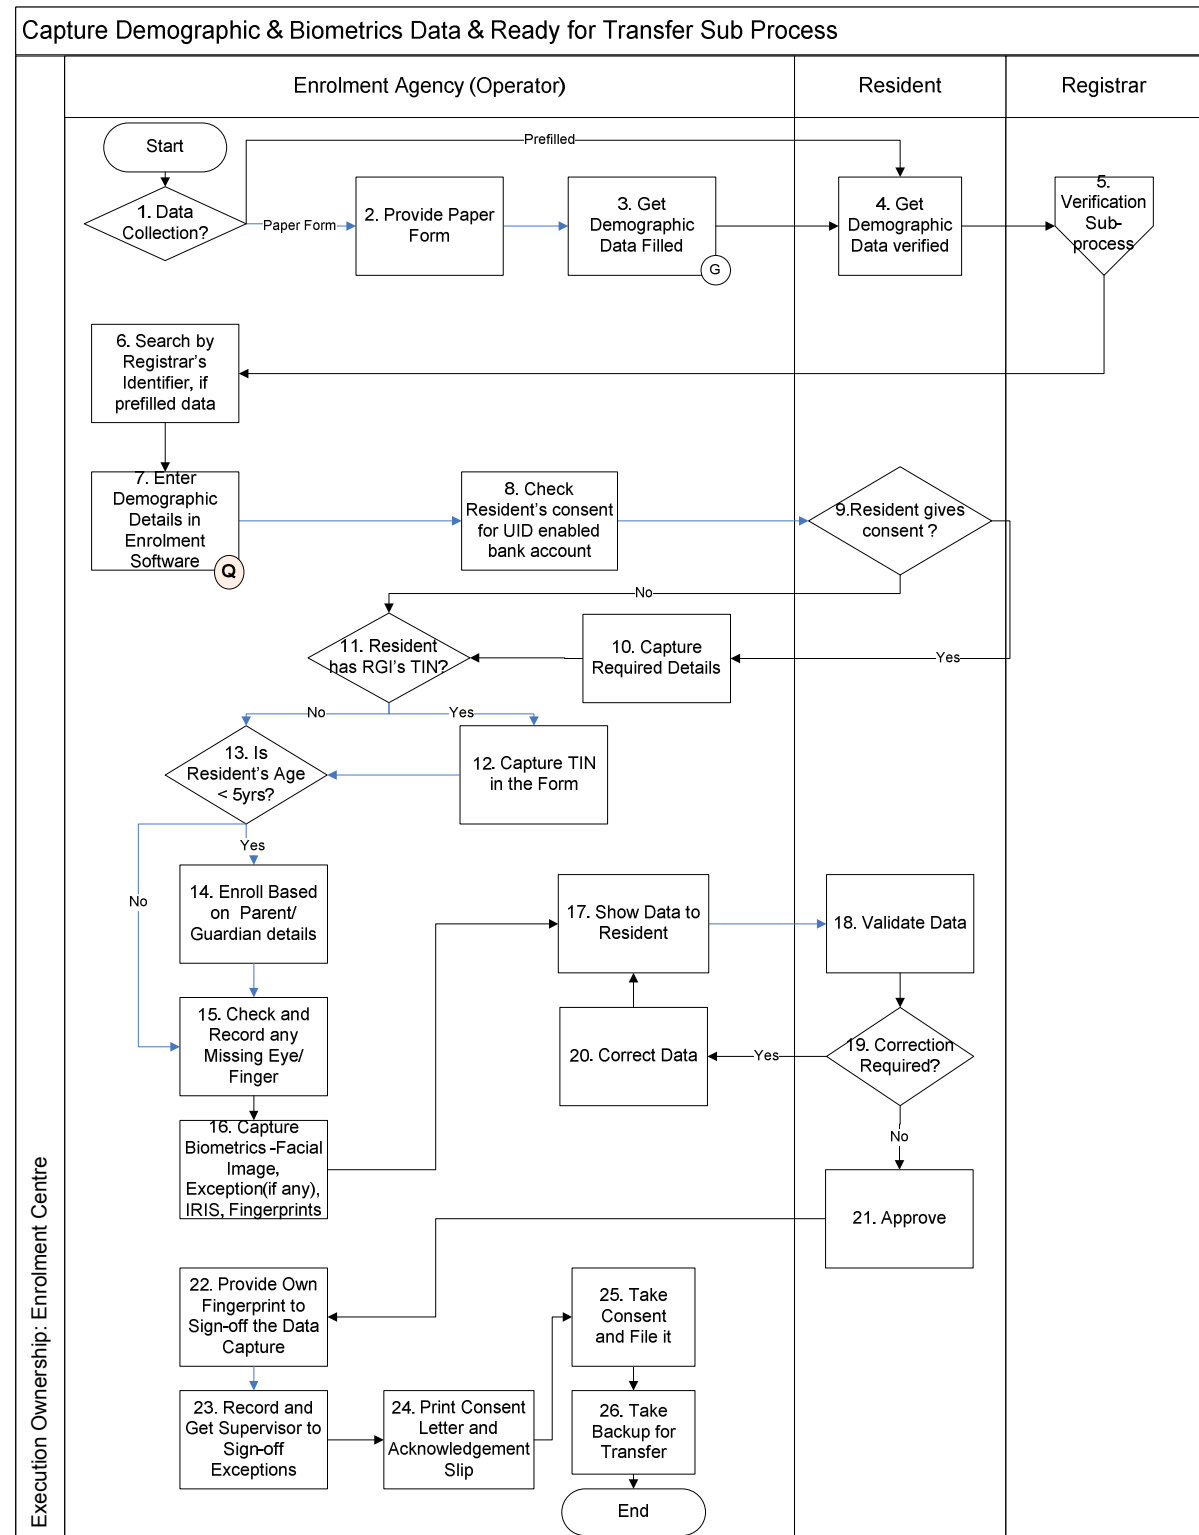 Capture Demographic & Biometrics Data & Ready for Transfer Sub Process
Enrolment Agency (Operator)
Resident
Registrar
Start
Prefilled
1. Data
Collection?
Paper Form
2. Provide Paper
Form
3. Get
Demographic
Data Filled
G
4. Get
Demographic
Data verified
5.
Verification
Sub-
process
6. Search by
Registrar's
Identifier, if
prefilled data
7. Enter
Demographic
Details in
Enrolment
Software
Q
8. Check
Resident's consent
for UID enabled
bank account
9.Resident gives
consent ?
No
Yes
10. Capture
Required Details
11. Resident
has RGI's TIN?
No
Yes
12. Capture TIN
in the Form
13. Is
Resident's Age
< 5yrs?
Yes
No
14. Enroll Based
on Parent/
Guardian details
15. Check and
Record any
Missing Eye/
Finger
16. Capture
Biometrics -Facial
Image,
Exception(if any),
IRIS, Fingerprints
17. Show Data to
Resident
18. Validate Data
19. Correction
Required?
Yes
20. Correct Data
No
21. Approve
22. Provide Own
Fingerprint to
Sign-off the Data
Capture
23. Record and
Get Supervisor to
Sign-off
Exceptions
24. Print Consent
Letter and
Acknowledgement
Slip
25. Take
Consent
and File it
26. Take
Backup for
Transfer
End
Execution Ownership: Enrolment Centre